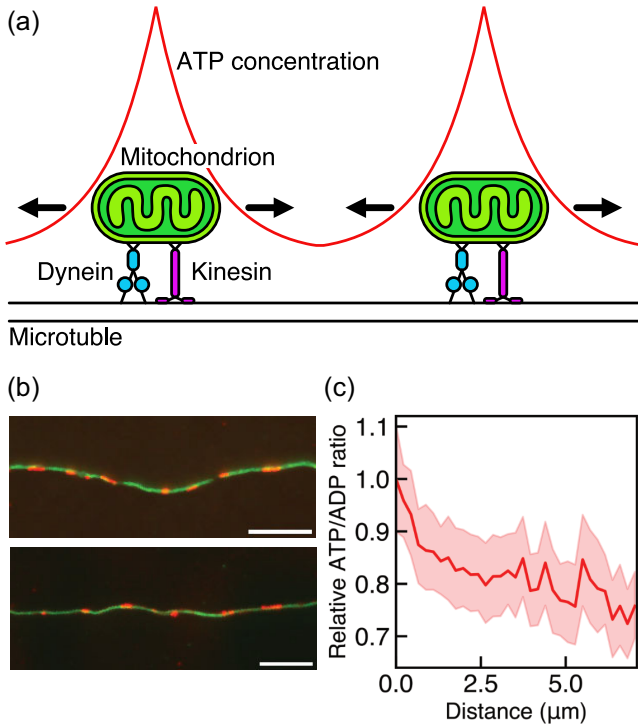 (a)
ATP concentration
Mitochondrion
Dynein
Kinesin
Microtuble
(b)
(c)
Relative ATP/ADP ratio
1.1
1.0
0.9
0.8
0.7
0.0
2.5
5.0
Distance (µm)